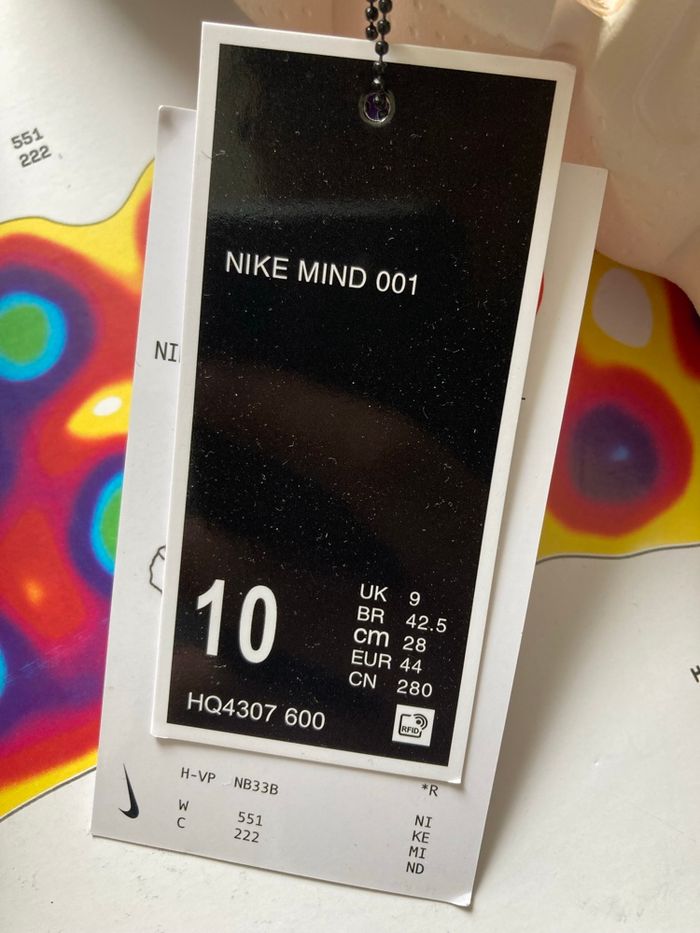 551
222
NIKE MIND 001
NI
10
UK 9
BR 42.5
cm 28
EUR 44
CN 280
HQ4307 600
RFID
H-VP NB33B
*R
W 551
C 222
NI
KE
MI
ND